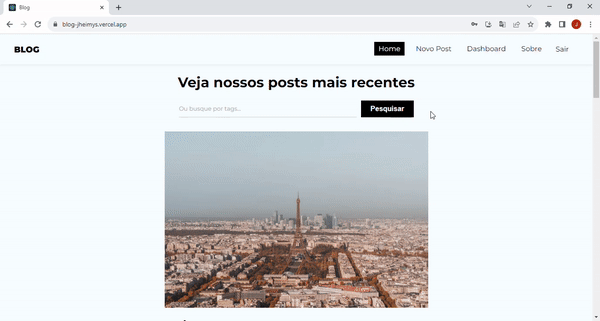 Blog
blog-jheimys.vercel.app
J
BLOG
Home Novo Post Dashboard Sobre Sair
Veja nossos posts mais recentes
Ou busque por tags...
Pesquisar